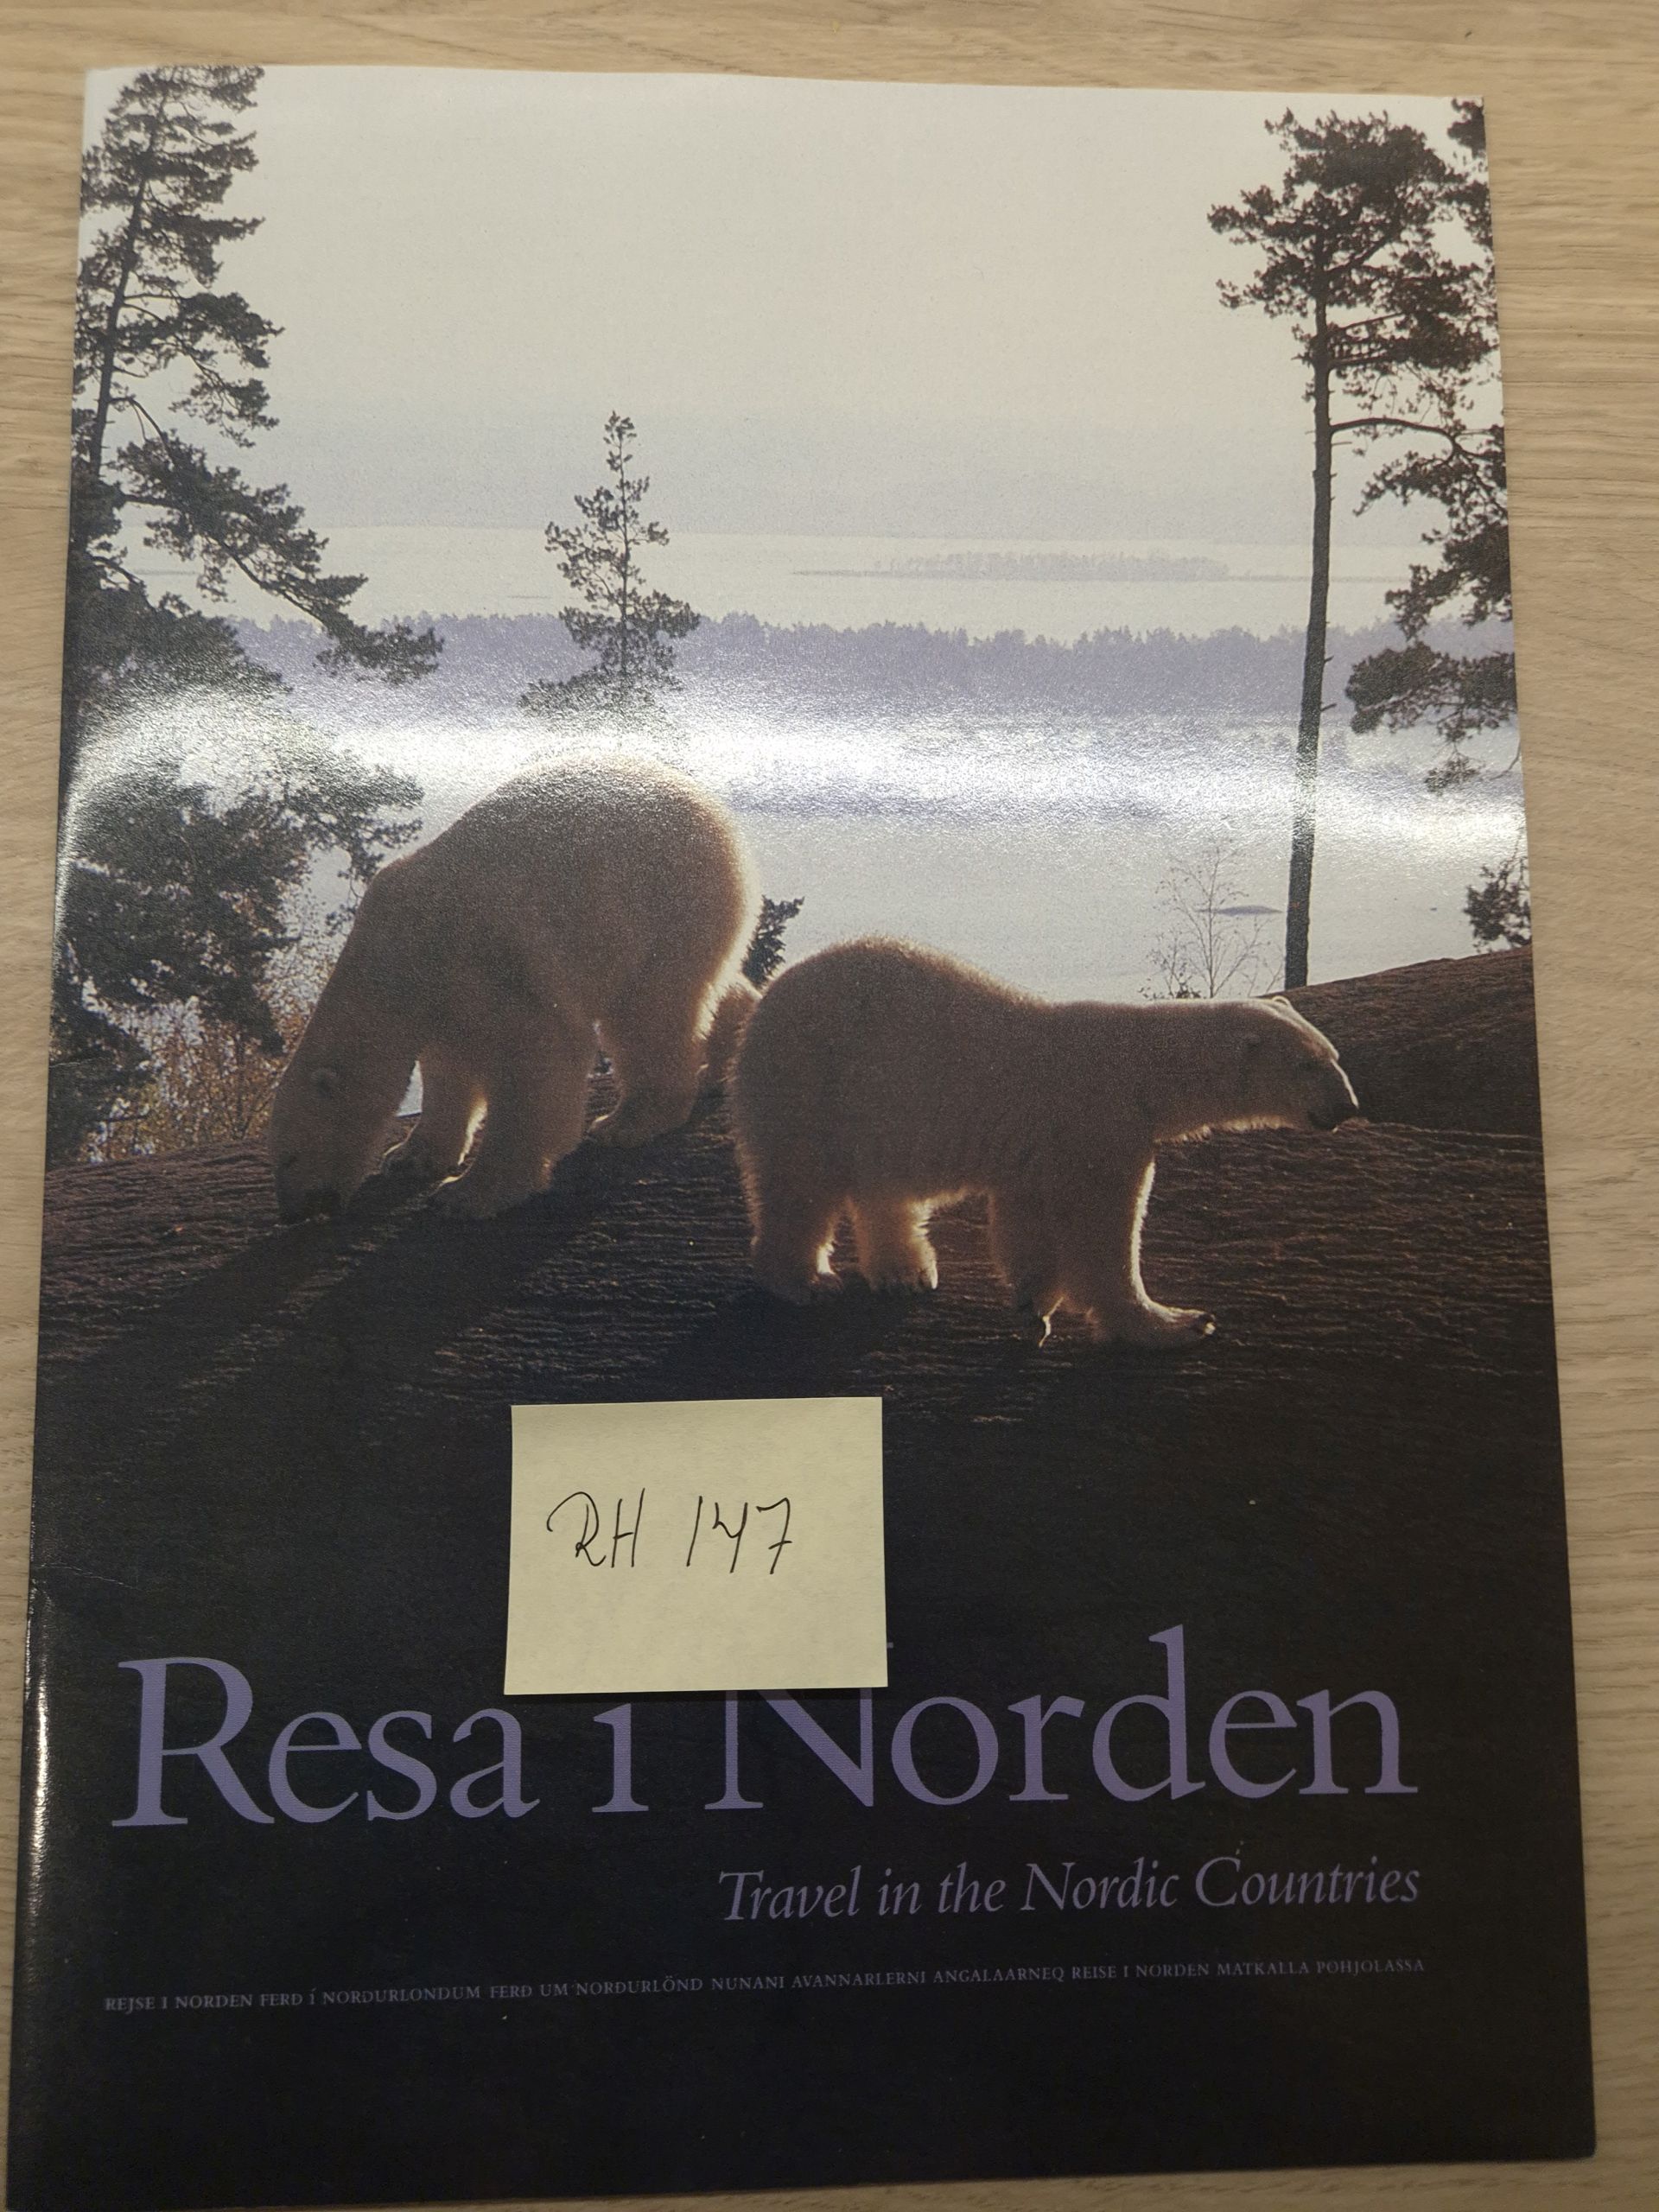 RH 147
Resa i Norden
Travel in the Nordic Countries
REJSE I NORDEN FERÐ Í NORÐURLONDUM FERÐ UM NORÐURLÖND NUNANI AVANNARLERNI ANGALAARNEQ REISE I NORDEN MATKALLA POHJOLASSA